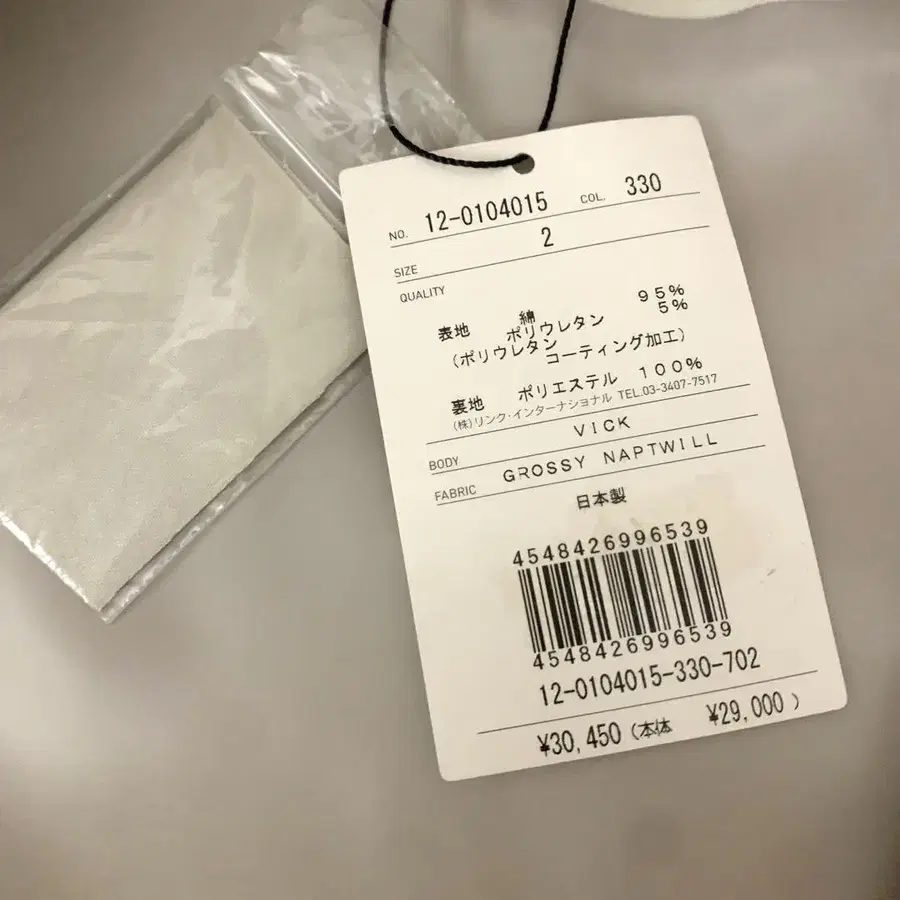 NO. 12-0104015 COL. 330
SIZE 2
QUALITY
表地 綿 95%
ポリウレタン 5%
(ポリウレタン
コーティング加工)
裏地 ポリエステル 100%
(株)リンク・インターナショナル TEL.03-3407-7517
BODY VICK
FABRIC GROSSY NAPTWILL
日本製
4548426996539
4548426996539
12-0104015-330-702
¥30,450(本体 ¥29,000)